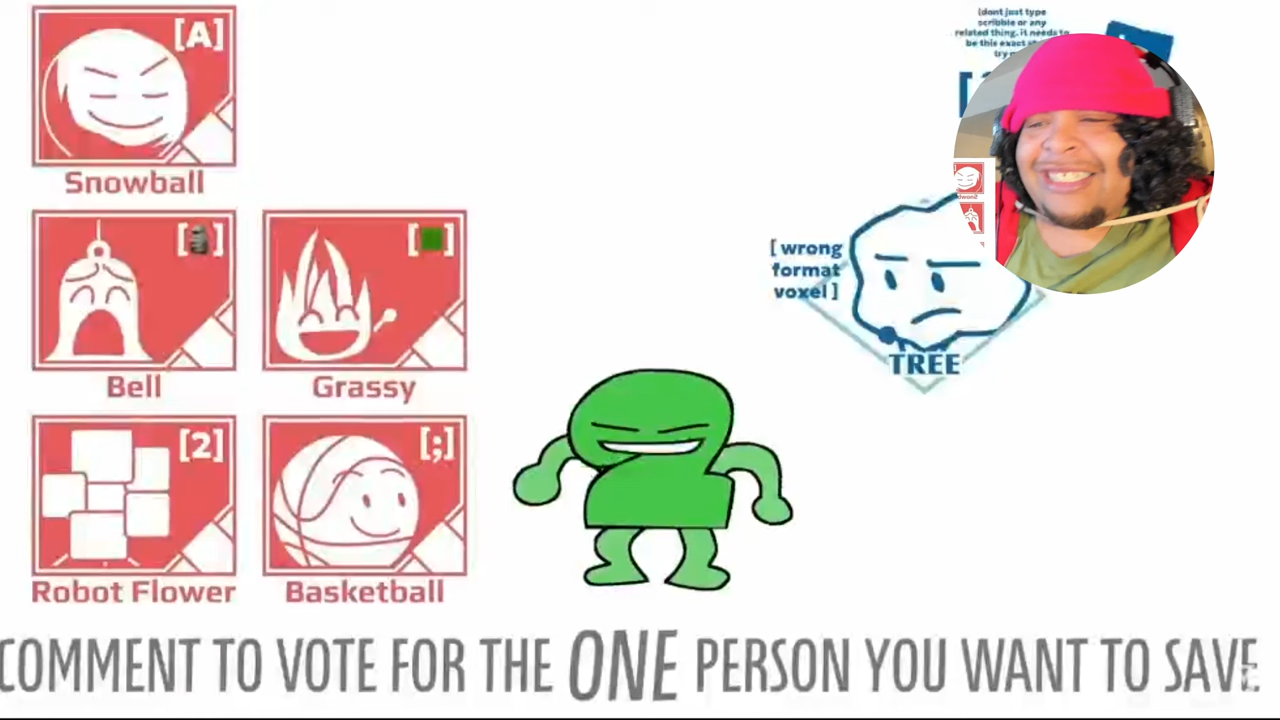 [A]
Snowball
[ ]
Bell
[ ]
Grassy
[2]
Robot Flower
[;]
Basketball
(dont just type
scribble or any
related thing. it needs to
be this exact
try
[
[ wrong
format
voxel ]
TREE
COMMENT TO VOTE FOR THE ONE PERSON YOU WANT TO SAVE